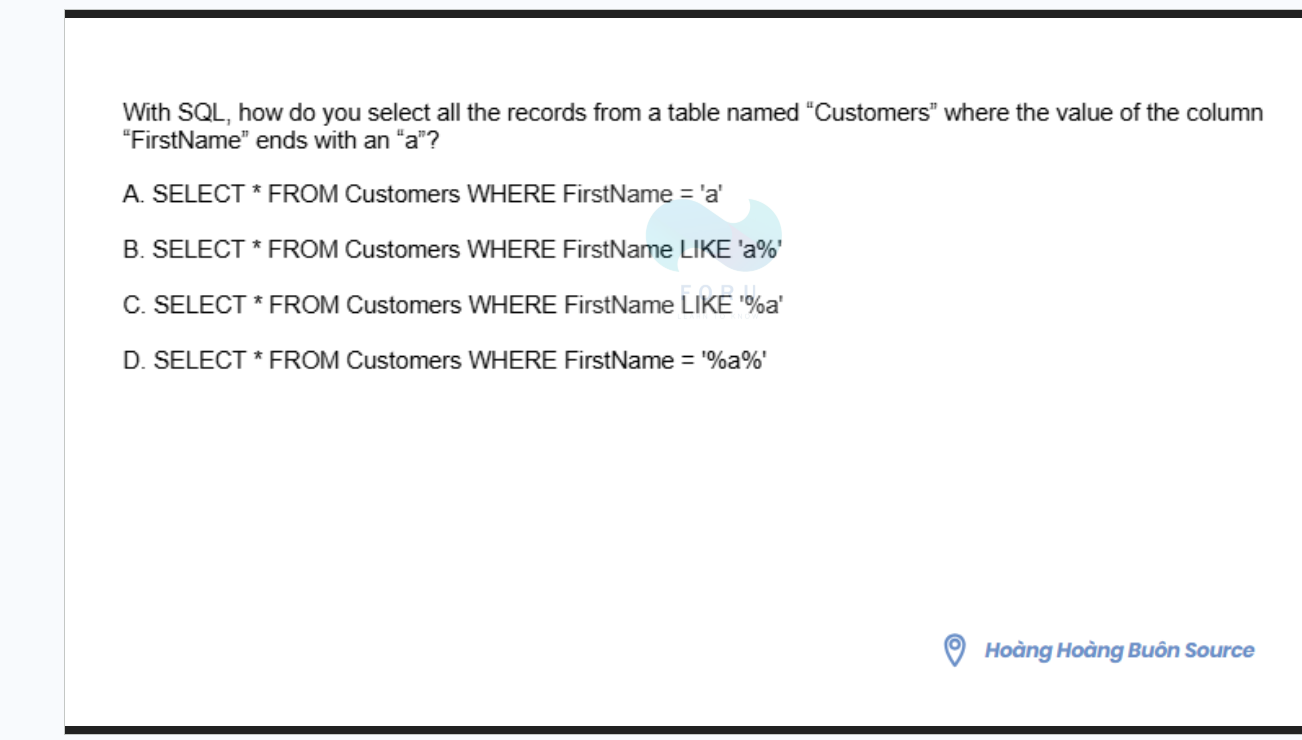 With SQL, how do you select all the records from a table named “Customers” where the value of the column
“FirstName” ends with an “a”?
A. SELECT * FROM Customers WHERE FirstName = 'a'
B. SELECT * FROM Customers WHERE FirstName LIKE 'a%'
C. SELECT * FROM Customers WHERE FirstName LIKE '%a'
D. SELECT * FROM Customers WHERE FirstName = '%a%'
Hoàng Hoàng Buôn Source